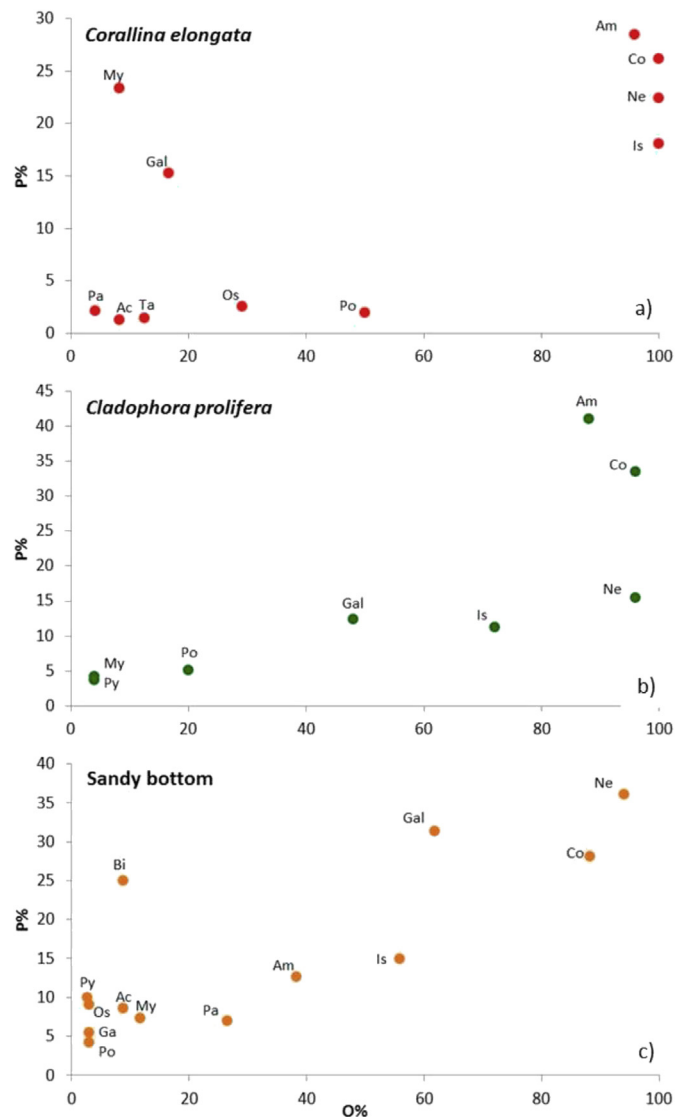 Corallina elongata
P%
30
25
20
15
10
5
0
Am
Co
My
Ne
Gal
Is
Pa
Ac
Ta
Os
Po
a)
0 20 40 60 80 100
Cladophora prolifera
P%
45
40
35
30
25
20
15
10
5
0
Am
Co
Ne
Gal
Is
Po
My
Py
b)
0 20 40 60 80 100
Sandy bottom
P%
40
35
30
25
20
15
10
5
0
Ne
Gal
Co
Bi
Is
Am
Py
Os
Ac
My
Pa
Ga
Po
c)
0 20 40 60 80 100
O%